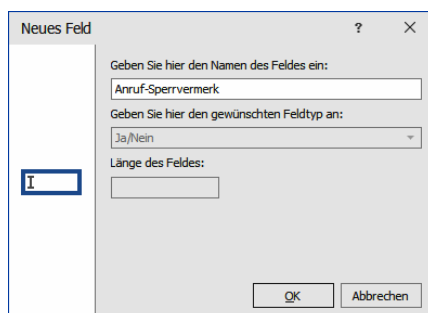 Neues Feld
?
Geben Sie hier den Namen des Feldes ein:
Anruf-Sperrvermerk
Geben Sie hier den gewünschten Feldtyp an:
Ja/Nein
Länge des Feldes:
OK
Abbrechen